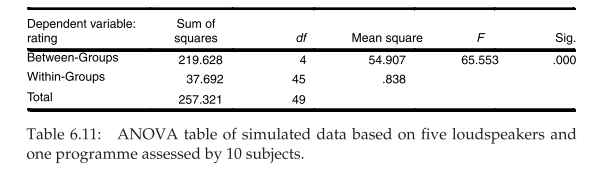 Dependent variable: Sum of
rating squares df Mean square F Sig.
Between-Groups 219.628 4 54.907 65.553 .000
Within-Groups 37.692 45 .838
Total 257.321 49
Table 6.11: ANOVA table of simulated data based on five loudspeakers and
one programme assessed by 10 subjects.